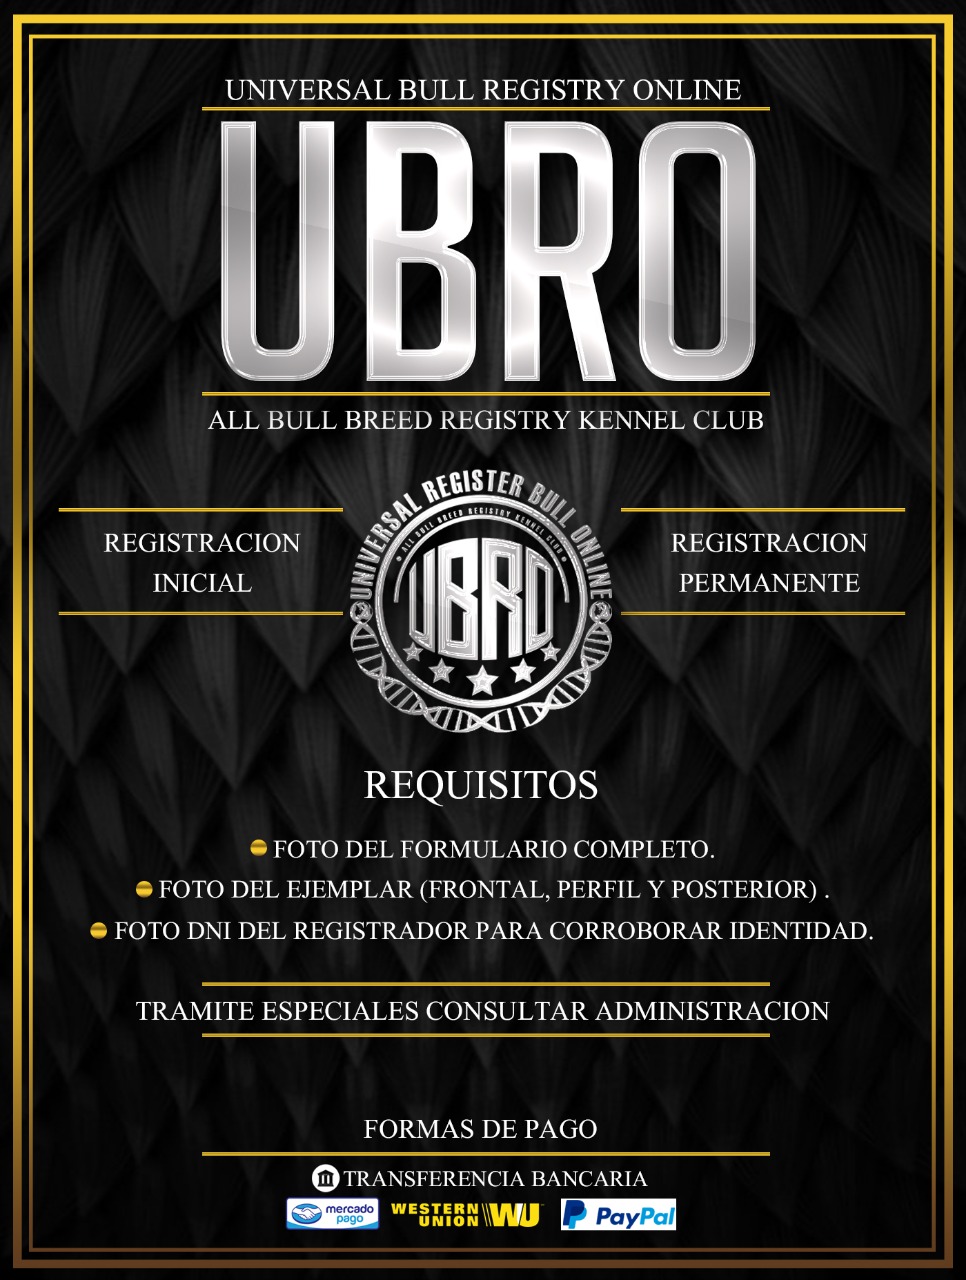 UNIVERSAL BULL REGISTRY ONLINE
UBRO
ALL BULL BREED REGISTRY KENNEL CLUB
REGISTRACION
INICIAL
UNIVERSAL REGISTER BULL ONLINE
ALL BULL BREED REGISTRY KENNEL CLUB
UBRO
REGISTRACION
PERMANENTE
REQUISITOS
FOTO DEL FORMULARIO COMPLETO.
FOTO DEL EJEMPLAR (FRONTAL, PERFIL Y POSTERIOR) .
FOTO DNI DEL REGISTRADOR PARA CORROBORAR IDENTIDAD.
TRAMITE ESPECIALES CONSULTAR ADMINISTRACION
FORMAS DE PAGO
TRANSFERENCIA BANCARIA
mercado
pago
WESTERN
UNION WU
PayPal